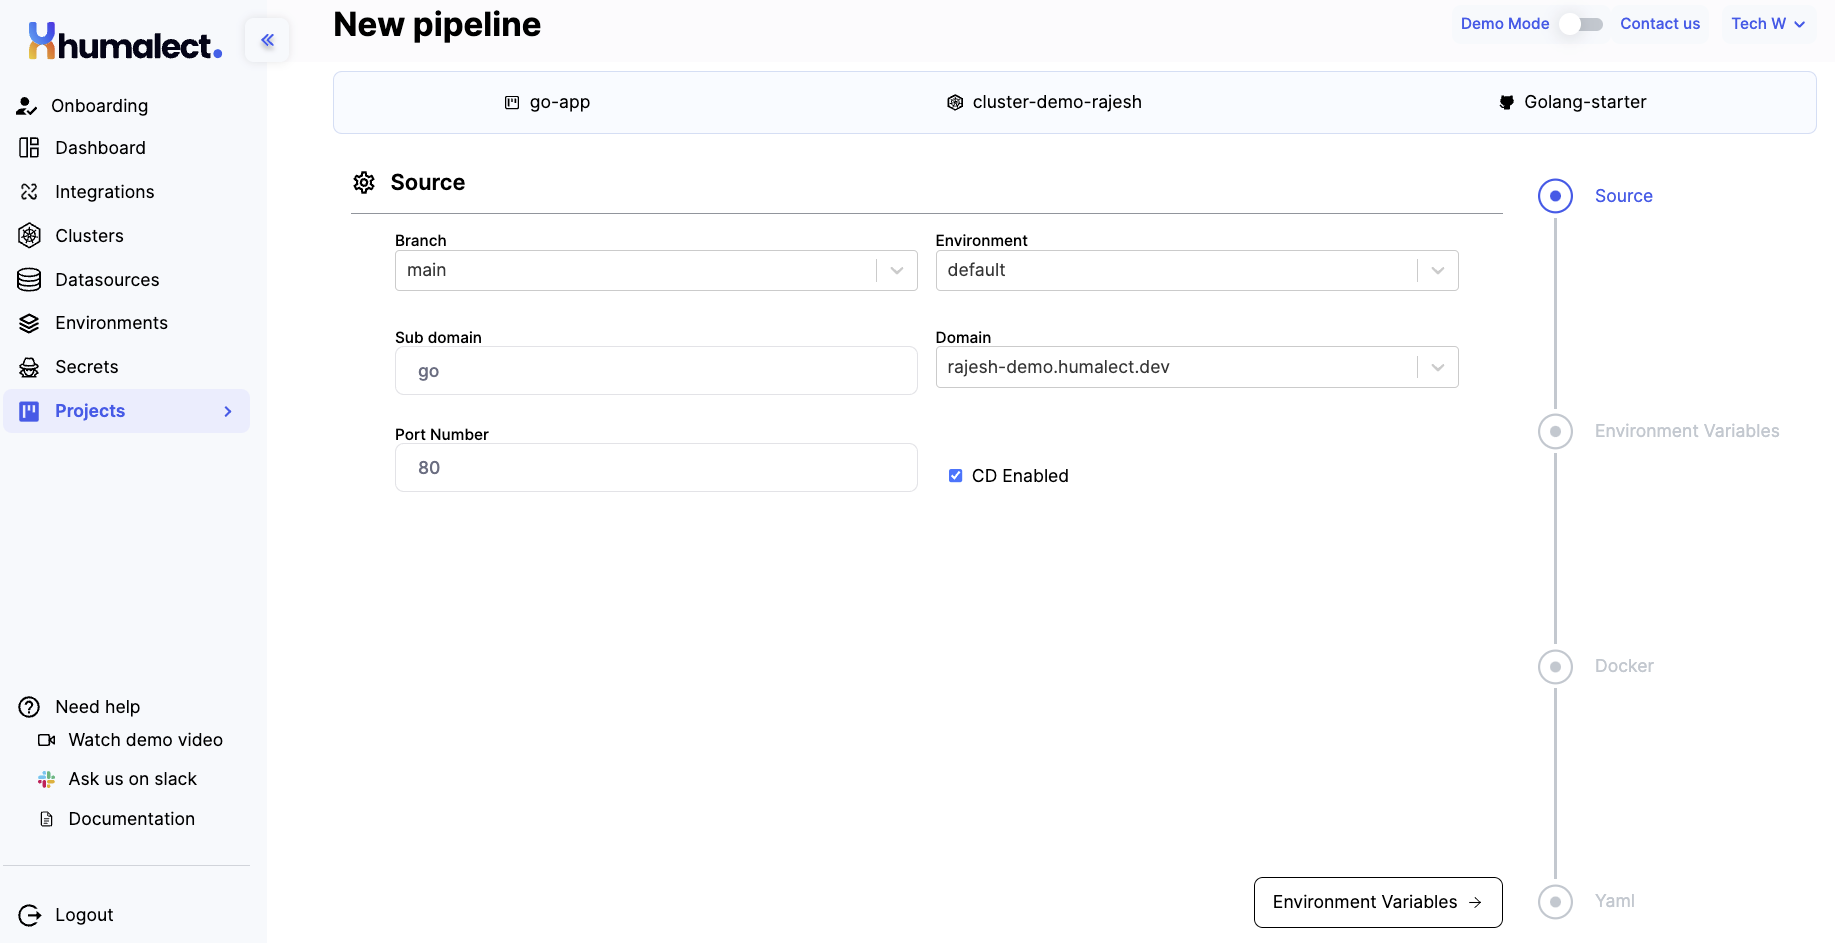 humalect.
New pipeline
Demo Mode
Contact us
Tech W
Onboarding
Dashboard
Integrations
Clusters
Datasources
Environments
Secrets
Projects
Need help
Watch demo video
Ask us on slack
Documentation
Logout
go-app
cluster-demo-rajesh
Golang-starter
Source
Branch
main
Environment
default
Sub domain
go
Domain
rajesh-demo.humalect.dev
Port Number
80
CD Enabled
Environment Variables →
Source
Environment Variables
Docker
Yaml